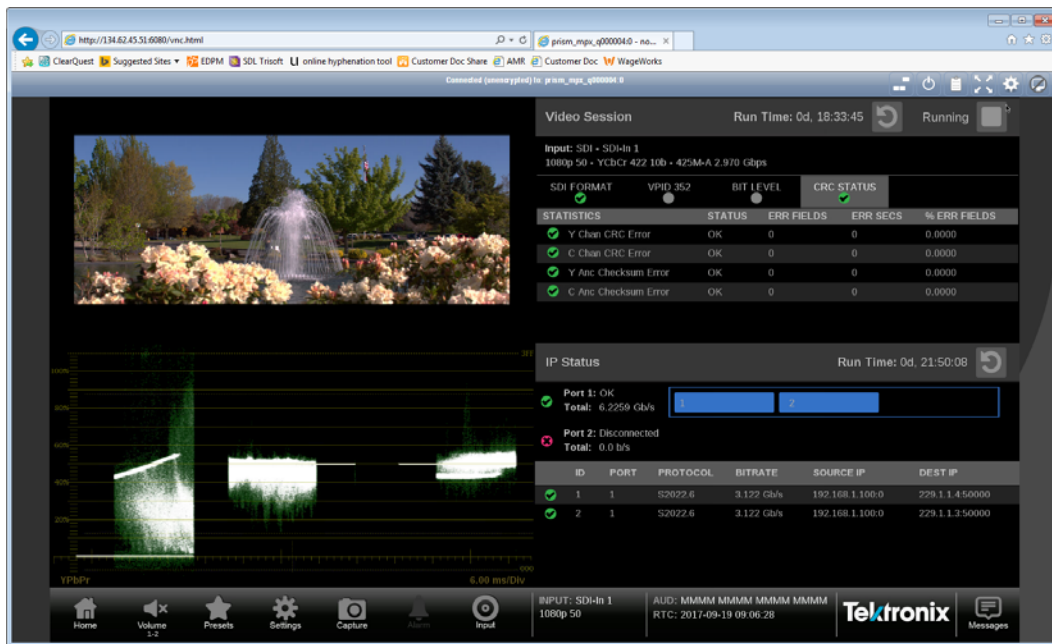 http://134.62.45.51:6080/vnc.html
prism_mpx_q000004:0 - no...
ClearQuest Suggested Sites EDPM SDL Trisoft online hyphenation tool Customer Doc Share AMR Customer Doc WageWorks
Connected (unencrypted) to: prism_mpx_q000004:0
Video Session Run Time: 0d, 18:33:45 Running
Input: SDI - SDI-In 1
1080p 50 - YCbCr 422 10b - 425M-A 2.970 Gbps
SDI FORMAT VPID 352 BIT LEVEL CRC STATUS
STATISTICS STATUS ERR FIELDS ERR SECS % ERR FIELDS
Y Chan CRC Error OK 0 0 0.0000
C Chan CRC Error OK 0 0 0.0000
Y Anc Checksum Error OK 0 0 0.0000
C Anc Checksum Error OK 0 0 0.0000
IP Status Run Time: 0d, 21:50:08
Port 1: OK
Total: 6.2259 Gb/s
1 2
Port 2: Disconnected
Total: 0.0 b/s
ID PORT PROTOCOL BITRATE SOURCE IP DEST IP
1 1 S2022.6 3.122 Gb/s 192.168.1.100:0 229.1.1.4:50000
2 1 S2022.6 3.122 Gb/s 192.168.1.100:0 229.1.1.3:50000
100%
80%
60%
40%
20%
YPbPr 6.00 ms/Div
Home Volume Presets Settings Capture Alarm Input
1-2
INPUT: SDI-In 1
1080p 50
AUD: MMMM MMMM MMMM MMMM
RTC: 2017-09-19 09:06:28
Tektronix
Messages